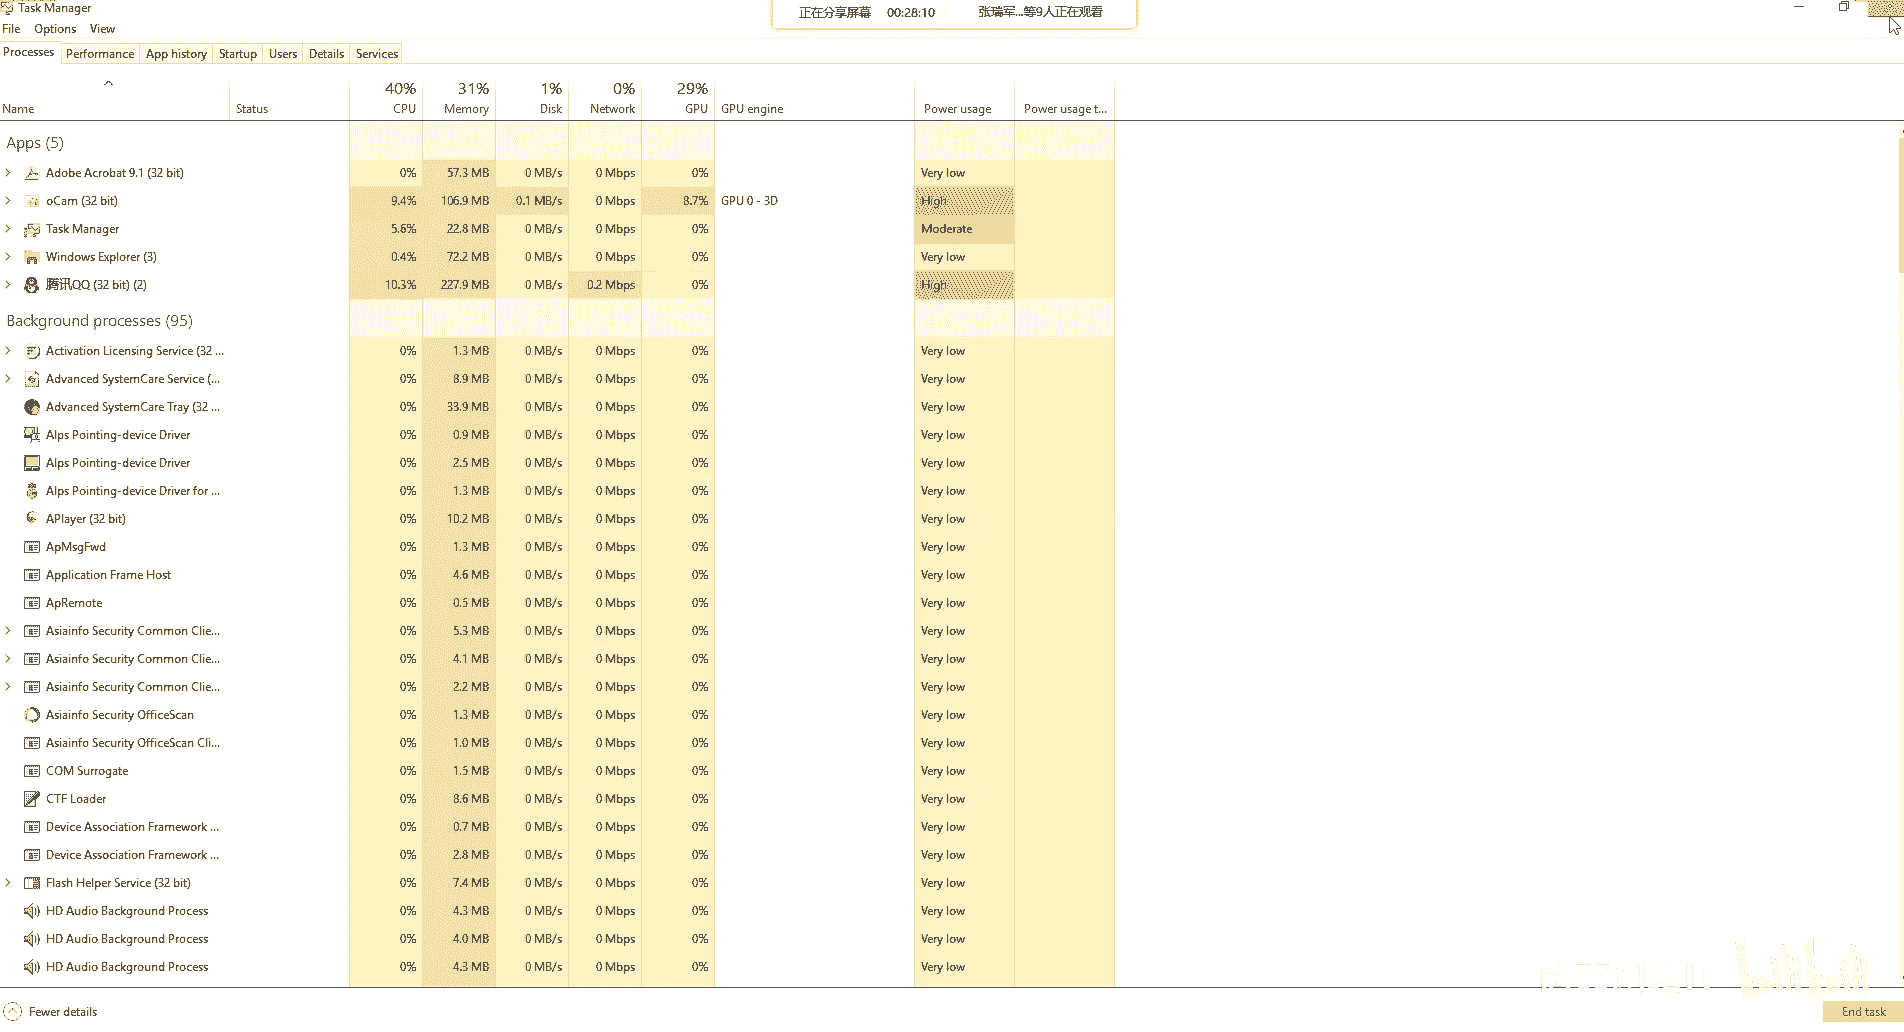 Task Manager
正在分享屏幕 00:28:10 张瑞军...等9人正在观看
File Options View
Processes Performance App history Startup Users Details Services
40% 31% 1% 0% 29%
Name Status CPU Memory Disk Network GPU GPU engine Power usage Power usage t...
Apps (5)
Adobe Acrobat 9.1 (32 bit) 0% 57.3 MB 0 MB/s 0 Mbps 0% Very low
oCam (32 bit) 9.4% 106.9 MB 0.1 MB/s 0 Mbps 8.7% GPU 0 - 3D High
Task Manager 5.6% 22.8 MB 0 MB/s 0 Mbps 0% Moderate
Windows Explorer (3) 0.4% 72.2 MB 0 MB/s 0 Mbps 0% Very low
腾讯QQ (32 bit) (2) 10.3% 227.9 MB 0 MB/s 0.2 Mbps 0% High
Background processes (95)
Activation Licensing Service (32 ... 0% 1.3 MB 0 MB/s 0 Mbps 0% Very low
Advanced SystemCare Service (... 0% 8.9 MB 0 MB/s 0 Mbps 0% Very low
Advanced SystemCare Tray (32 ... 0% 33.9 MB 0 MB/s 0 Mbps 0% Very low
Alps Pointing-device Driver 0% 0.9 MB 0 MB/s 0 Mbps 0% Very low
Alps Pointing-device Driver 0% 2.5 MB 0 MB/s 0 Mbps 0% Very low
Alps Pointing-device Driver for ... 0% 1.3 MB 0 MB/s 0 Mbps 0% Very low
APlayer (32 bit) 0% 10.2 MB 0 MB/s 0 Mbps 0% Very low
ApMsgFwd 0% 1.3 MB 0 MB/s 0 Mbps 0% Very low
Application Frame Host 0% 4.6 MB 0 MB/s 0 Mbps 0% Very low
ApRemote 0% 0.5 MB 0 MB/s 0 Mbps 0% Very low
Asiainfo Security Common Clie... 0% 5.3 MB 0 MB/s 0 Mbps 0% Very low
Asiainfo Security Common Clie... 0% 4.1 MB 0 MB/s 0 Mbps 0% Very low
Asiainfo Security Common Clie... 0% 2.2 MB 0 MB/s 0 Mbps 0% Very low
Asiainfo Security OfficeScan 0% 1.3 MB 0 MB/s 0 Mbps 0% Very low
Asiainfo Security OfficeScan Cli... 0% 1.0 MB 0 MB/s 0 Mbps 0% Very low
COM Surrogate 0% 1.5 MB 0 MB/s 0 Mbps 0% Very low
CTF Loader 0% 8.6 MB 0 MB/s 0 Mbps 0% Very low
Device Association Framework ... 0% 0.7 MB 0 MB/s 0 Mbps 0% Very low
Device Association Framework ... 0% 2.8 MB 0 MB/s 0 Mbps 0% Very low
Flash Helper Service (32 bit) 0% 7.4 MB 0 MB/s 0 Mbps 0% Very low
HD Audio Background Process 0% 4.3 MB 0 MB/s 0 Mbps 0% Very low
HD Audio Background Process 0% 4.0 MB 0 MB/s 0 Mbps 0% Very low
HD Audio Background Process 0% 4.3 MB 0 MB/s 0 Mbps 0% Very low
Fewer details End task